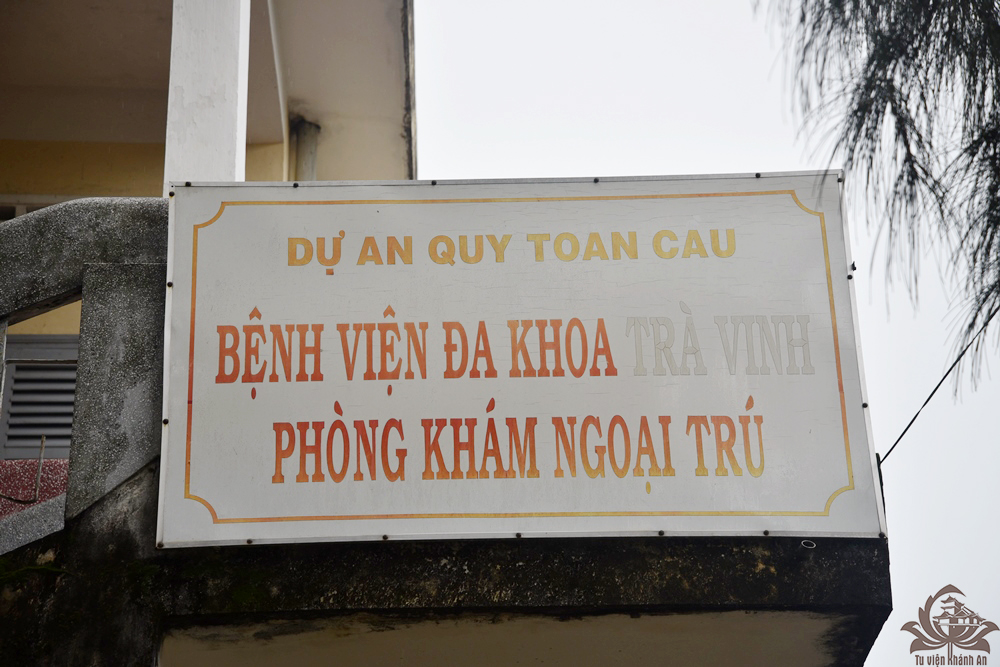 DỰ AN QUY TOAN CAU
BỆNH VIỆN ĐA KHOA TRÀ VINH
PHÒNG KHÁM NGOẠI TRÚ
Tu viện Khánh An